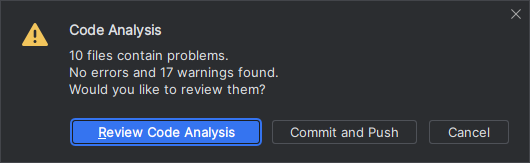 Code Analysis
10 files contain problems.
No errors and 17 warnings found.
Would you like to review them?
Review Code Analysis
Commit and Push
Cancel